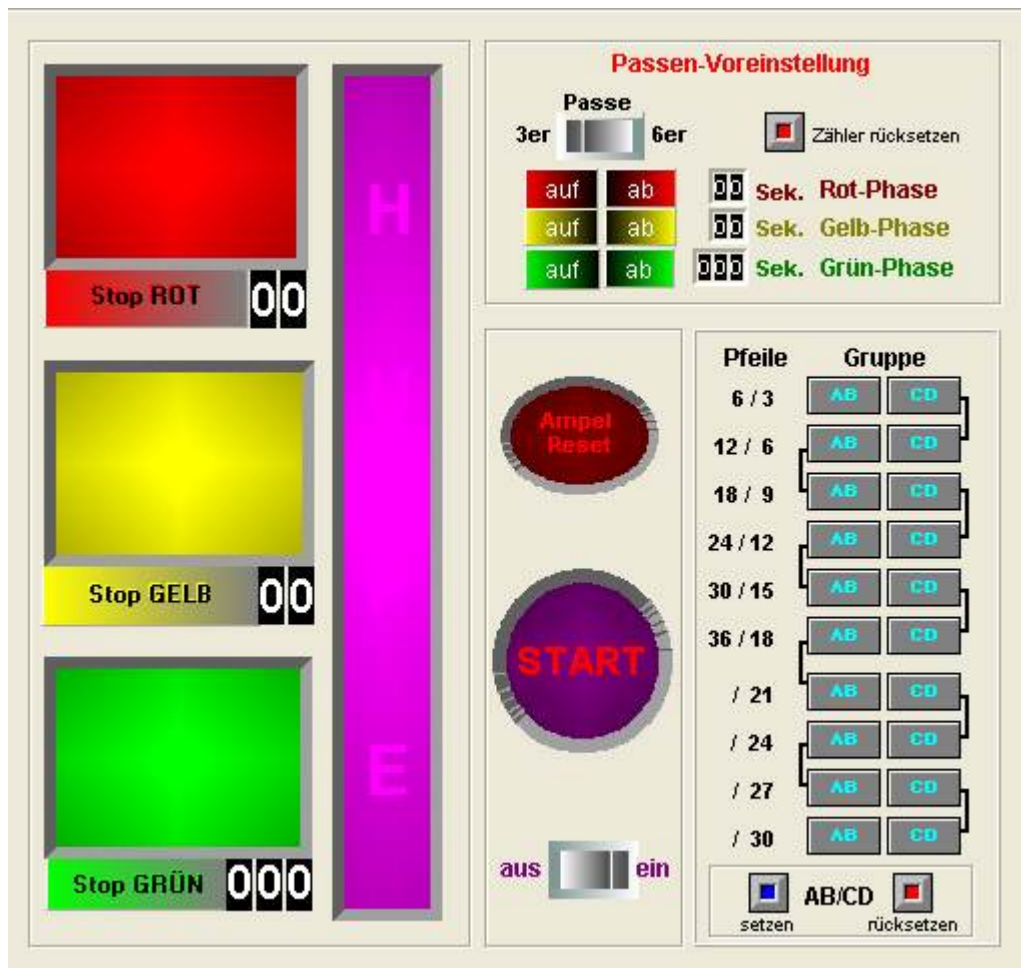 H
E
Stop ROT 00
Stop GELB 00
Stop GRÜN 000
Passen-Voreinstellung
Passe
3er 6er
Zähler rücksetzen
auf ab 00 Sek. Rot-Phase
auf ab 00 Sek. Gelb-Phase
auf ab 000 Sek. Grün-Phase
Ampel
Reset
START
aus ein
Pfeile Gruppe
6 / 3 AB CD
12 / 6 AB CD
18 / 9 AB CD
24 / 12 AB CD
30 / 15 AB CD
36 / 18 AB CD
/ 21 AB CD
/ 24 AB CD
/ 27 AB CD
/ 30 AB CD
AB/CD
setzen rücksetzen